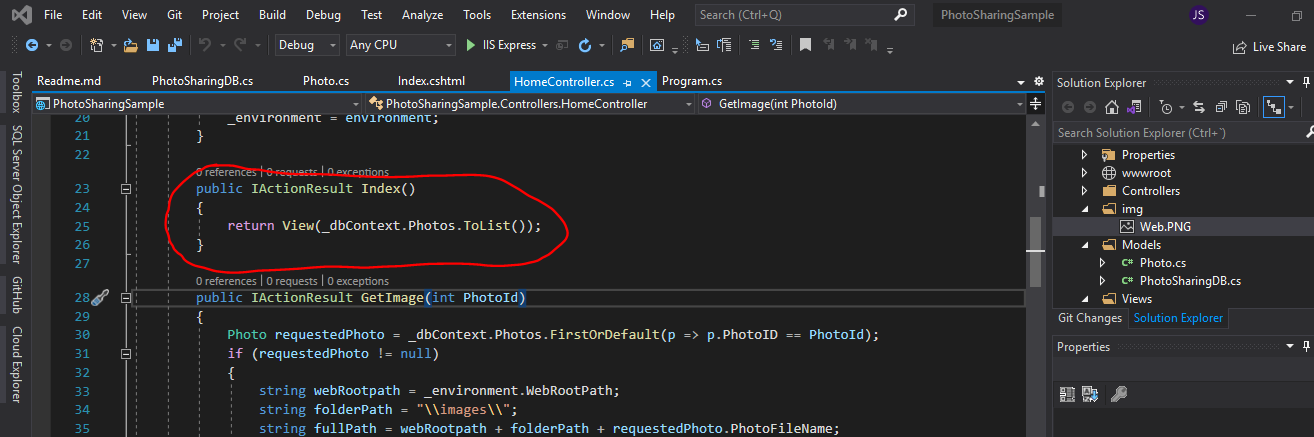 File Edit View Git Project Build Debug Test Analyze Tools Extensions Window Help Search (Ctrl+Q) PhotoSharingSample JS
Debug Any CPU IIS Express Live Share
Readme.md PhotoSharingDB.cs Photo.cs Index.cshtml HomeController.cs Program.cs
PhotoSharingSample PhotoSharingSample.Controllers.HomeController GetImage(int PhotoId)
Toolbox
SQL Server Object Explorer
GitHub
Cloud Explorer
20 _environment = environment;
21 }
22
0 references | 0 requests | 0 exceptions
23 public IActionResult Index()
24 {
25 return View(_dbContext.Photos.ToList());
26 }
27
0 references | 0 requests | 0 exceptions
28 public IActionResult GetImage(int PhotoId)
29 {
30 Photo requestedPhoto = _dbContext.Photos.FirstOrDefault(p => p.PhotoID == PhotoId);
31 if (requestedPhoto != null)
32 {
33 string webRootpath = _environment.WebRootPath;
34 string folderPath = "\\images\\";
35 string fullPath = webRootpath + folderPath + requestedPhoto.PhotoFileName;
Solution Explorer
Search Solution Explorer (Ctrl+¨)
Properties
wwwroot
Controllers
img
Web.PNG
Models
C# Photo.cs
C# PhotoSharingDB.cs
Views
Git Changes Solution Explorer
Properties